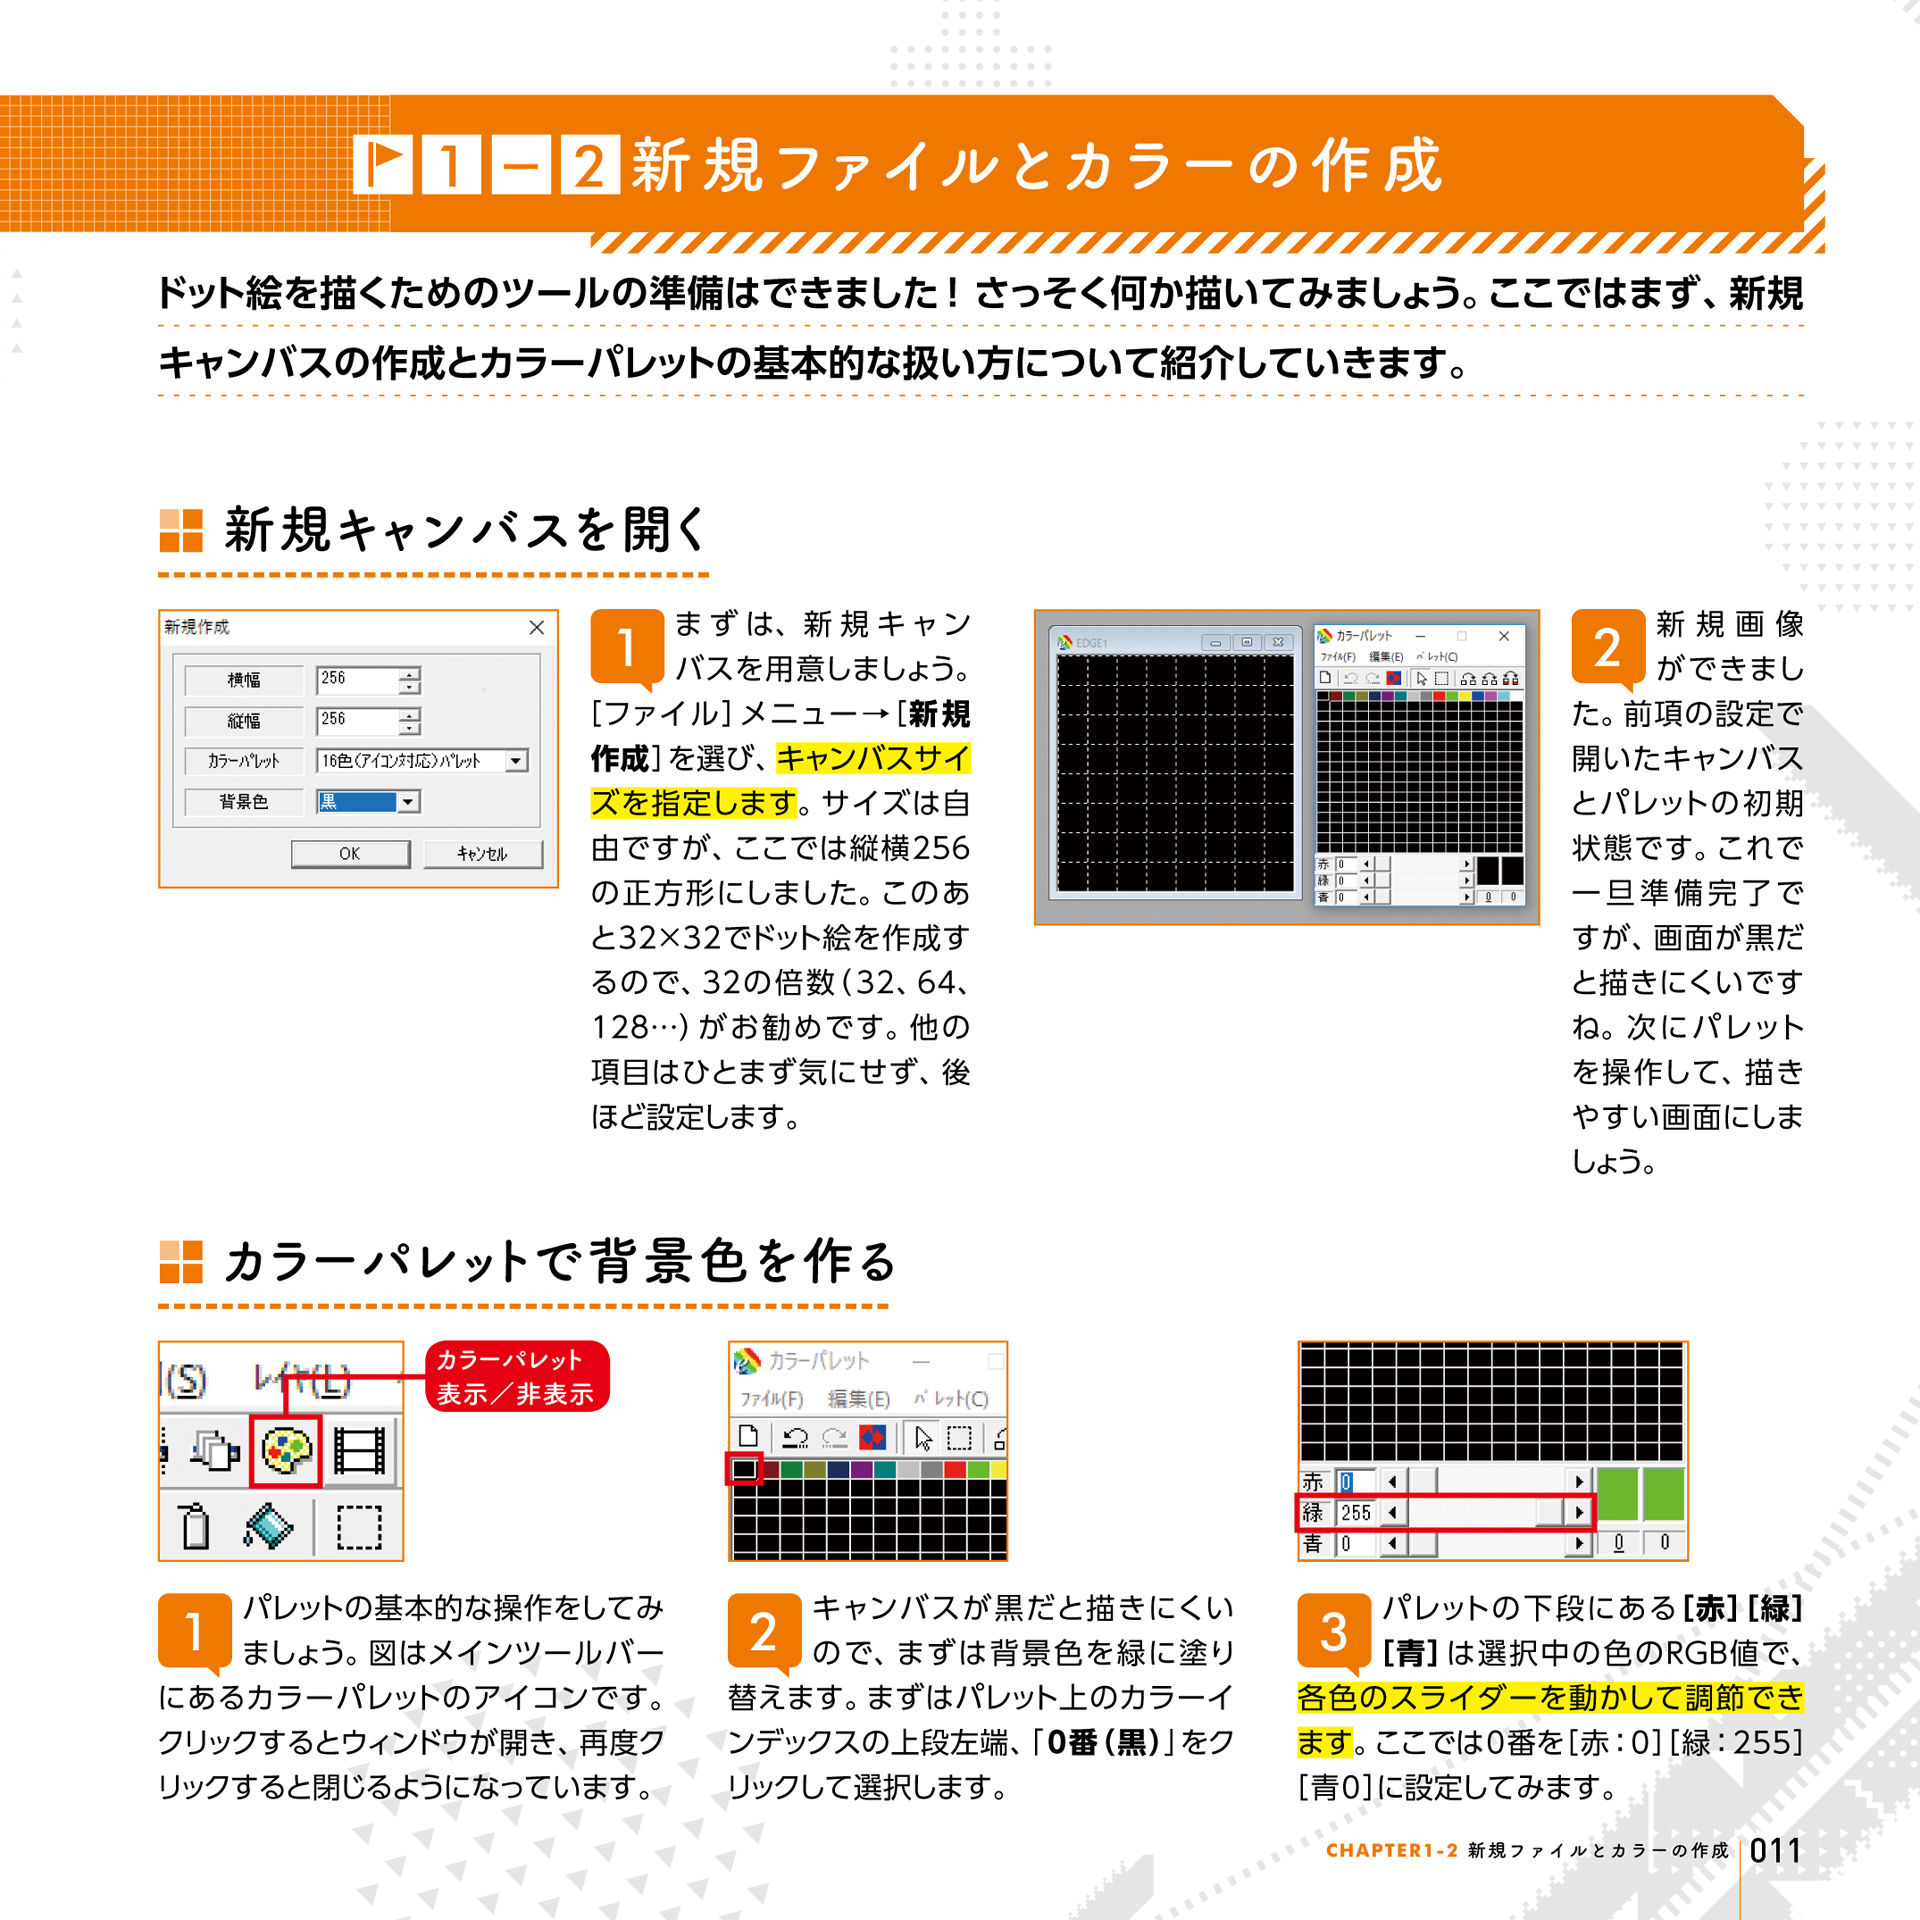 1-2 新規ファイルとカラーの作成
ドット絵を描くためのツールの準備はできました！さっそく何か描いてみましょう。ここではまず、新規
キャンバスの作成とカラーパレットの基本的な扱い方について紹介していきます。
新規キャンバスを開く
新規作成
横幅 256
縦幅 256
カラーパレット 16色(アイコン対応)パレット
背景色 黒
OK キャンセル
1
まずは、新規キャン
バスを用意しましょう。
［ファイル］メニュー→［新規
作成］を選び、キャンバスサイ
ズを指定します。サイズは自
由ですが、ここでは縦横256
の正方形にしました。このあ
と32×32でドット絵を作成す
るので、32の倍数（32、64、
128…）がお勧めです。他の
項目はひとまず気にせず、後
ほど設定します。
EDGE1
カラーパレット
ファイル(F) 編集(E) パレット(C)
赤 0
緑 0
青 0
0 0
2
新規画像
ができまし
た。前項の設定で
開いたキャンバス
とパレットの初期
状態です。これで
一旦準備完了で
すが、画面が黒だ
と描きにくいです
ね。次にパレット
を操作して、描き
やすい画面にしま
しょう。
カラーパレットで背景色を作る
(S) レイヤ(L)
カラーパレット
表示／非表示
1
パレットの基本的な操作をしてみ
ましょう。図はメインツールバー
にあるカラーパレットのアイコンです。
クリックするとウィンドウが開き、再度ク
リックすると閉じるようになっています。
カラーパレット
ファイル(F) 編集(E) パレット(C)
2
キャンバスが黒だと描きにくい
ので、まずは背景色を緑に塗り
替えます。まずはパレット上のカラーイ
ンデックスの上段左端、「0番（黒）」をク
リックして選択します。
赤 0
緑 255
青 0
0 0
3
パレットの下段にある［赤］［緑］
［青］は選択中の色のRGB値で、
各色のスライダーを動かして調節でき
ます。ここでは0番を［赤：0］［緑：255］
［青0］に設定してみます。
CHAPTER1-2 新規ファイルとカラーの作成 011